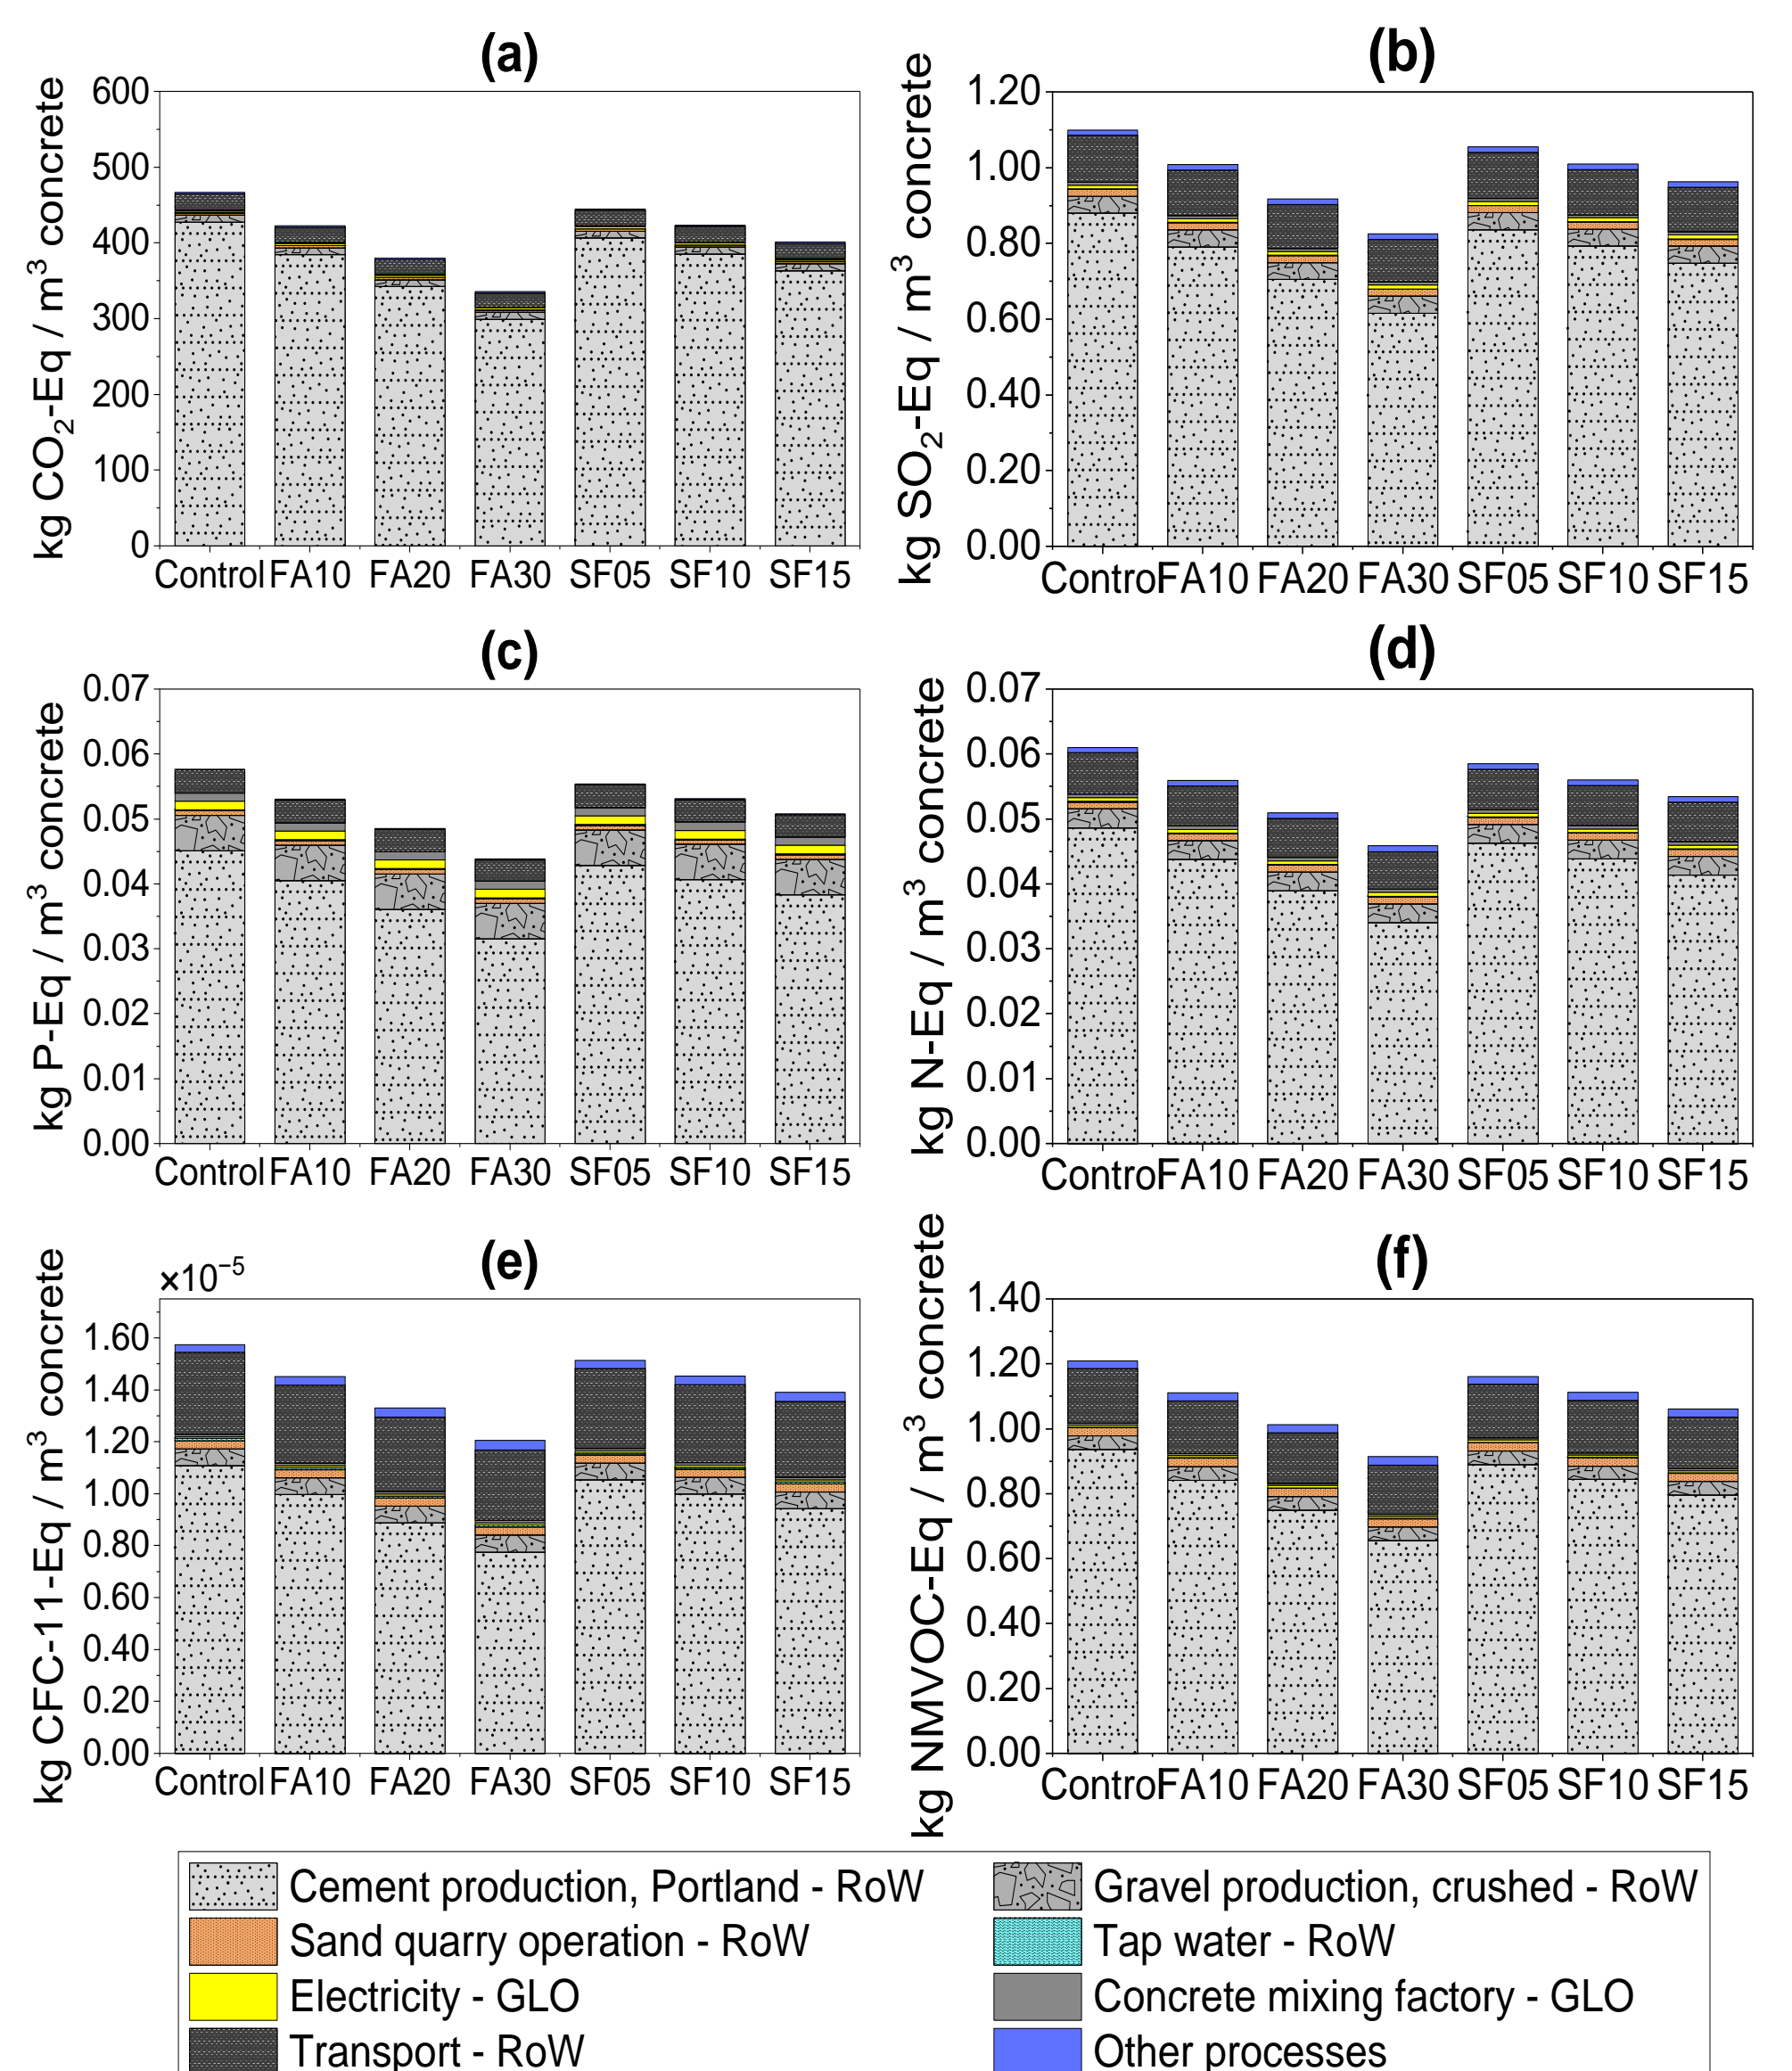 (a)
kg CO₂-Eq / m³ concrete
600
500
400
300
200
100
0
Control FA10 FA20 FA30 SF05 SF10 SF15
(b)
kg SO₂-Eq / m³ concrete
1.20
1.00
0.80
0.60
0.40
0.20
0.00
Contro FA10 FA20 FA30 SF05 SF10 SF15
(c)
kg P-Eq / m³ concrete
0.07
0.06
0.05
0.04
0.03
0.02
0.01
0.00
Control FA10 FA20 FA30 SF05 SF10 SF15
(d)
kg N-Eq / m³ concrete
0.07
0.06
0.05
0.04
0.03
0.02
0.01
0.00
Contro FA10 FA20 FA30 SF05 SF10 SF15
(e)
×10⁻⁵
kg CFC-11-Eq / m³ concrete
1.60
1.40
1.20
1.00
0.80
0.60
0.40
0.20
0.00
Control FA10 FA20 FA30 SF05 SF10 SF15
(f)
kg NMVOC-Eq / m³ concrete
1.40
1.20
1.00
0.80
0.60
0.40
0.20
0.00
Contro FA10 FA20 FA30 SF05 SF10 SF15
Cement production, Portland - RoW
Gravel production, crushed - RoW
Sand quarry operation - RoW
Tap water - RoW
Electricity - GLO
Concrete mixing factory - GLO
Transport - RoW
Other processes